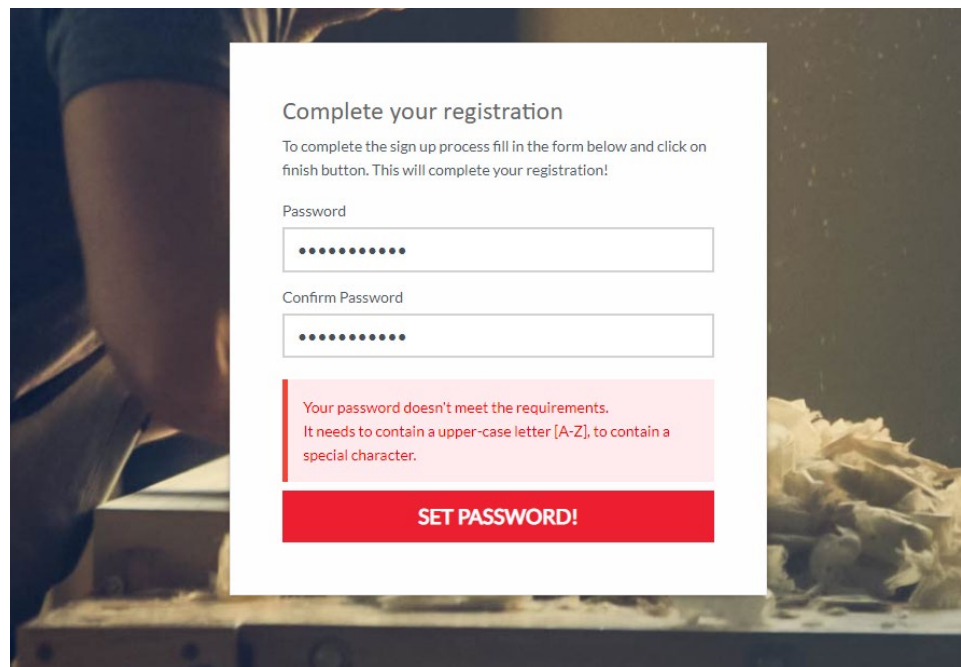 Complete your registration
To complete the sign up process fill in the form below and click on
finish button. This will complete your registration!
Password
•••••••••••
Confirm Password
•••••••••••
Your password doesn't meet the requirements.
It needs to contain a upper-case letter [A-Z], to contain a
special character.
SET PASSWORD!